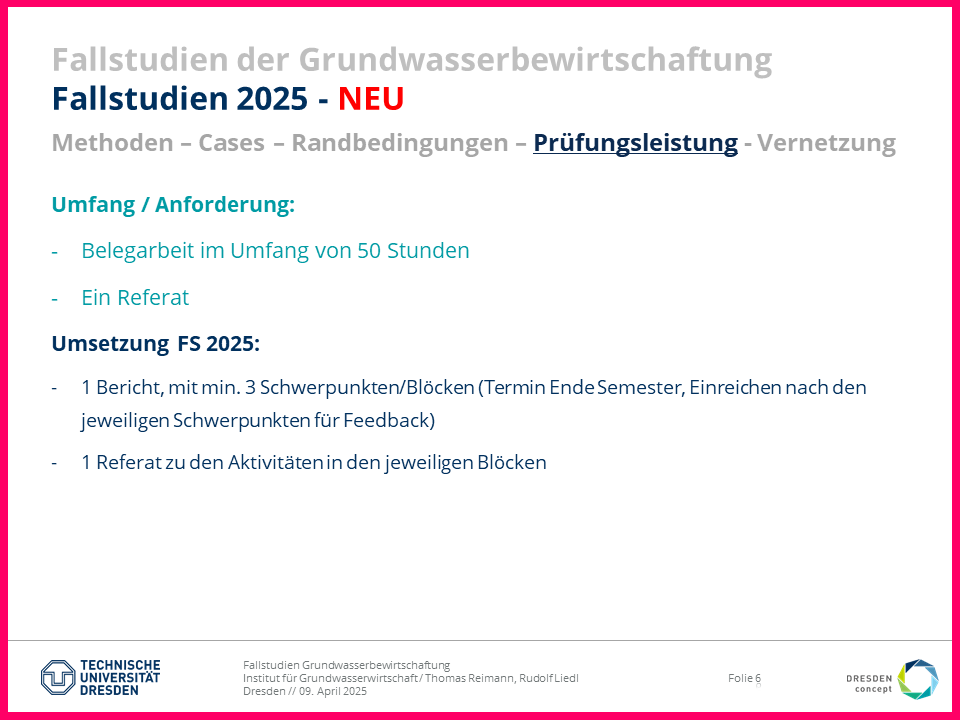 Fallstudien der Grundwasserbewirtschaftung
Fallstudien 2025 - NEU
Methoden – Cases – Randbedingungen – Prüfungsleistung - Vernetzung
Umfang / Anforderung:
- Belegarbeit im Umfang von 50 Stunden
- Ein Referat
Umsetzung FS 2025:
- 1 Bericht, mit min. 3 Schwerpunkten/Blöcken (Termin Ende Semester, Einreichen nach den
jeweiligen Schwerpunkten für Feedback)
- 1 Referat zu den Aktivitäten in den jeweiligen Blöcken
TECHNISCHE
UNIVERSITÄT
DRESDEN
Fallstudien Grundwasserbewirtschaftung
Institut für Grundwasserwirtschaft / Thomas Reimann, Rudolf Liedl
Dresden // 09. April 2025
Folie 6
DRESDEN
concept